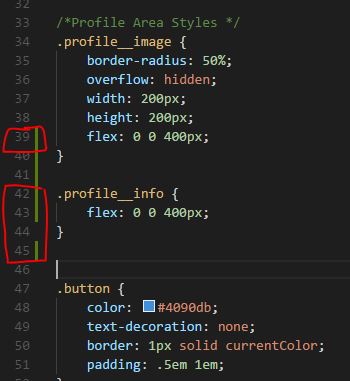 32
33 /*Profile Area Styles */
34 .profile__image {
35 border-radius: 50%;
36 overflow: hidden;
37 width: 200px;
38 height: 200px;
39 flex: 0 0 400px;
40 }
41
42 .profile__info {
43 flex: 0 0 400px;
44 }
45
46
47 .button {
48 color: #4090db;
49 text-decoration: none;
50 border: 1px solid currentColor;
51 padding: .5em 1em;